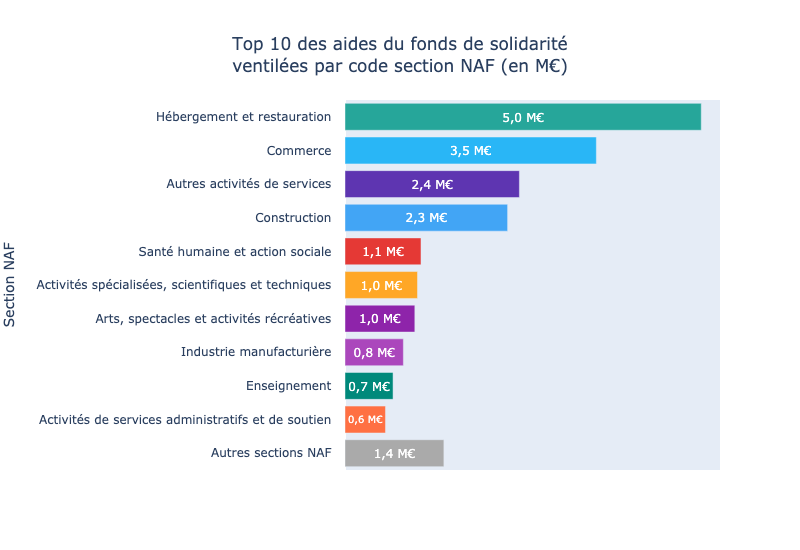 Top 10 des aides du fonds de solidarité
ventilées par code section NAF (en M€)
Section NAF
Hébergement et restauration 5,0 M€
Commerce 3,5 M€
Autres activités de services 2,4 M€
Construction 2,3 M€
Santé humaine et action sociale 1,1 M€
Activités spécialisées, scientifiques et techniques 1,0 M€
Arts, spectacles et activités récréatives 1,0 M€
Industrie manufacturière 0,8 M€
Enseignement 0,7 M€
Activités de services administratifs et de soutien 0,6 M€
Autres sections NAF 1,4 M€